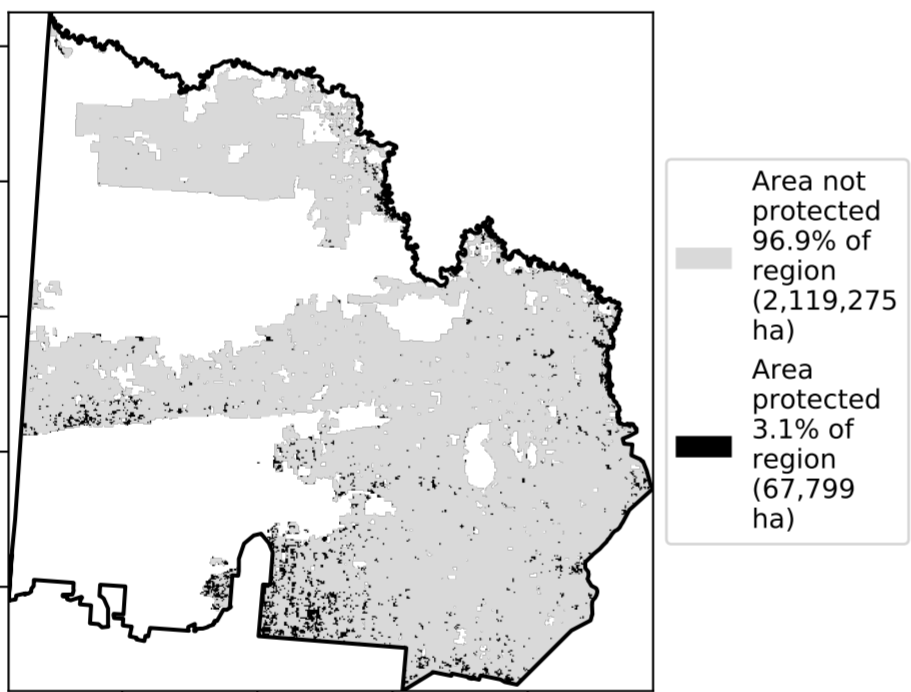 Area not
protected
96.9% of
region
(2,119,275
ha)
Area
protected
3.1% of
region
(67,799
ha)